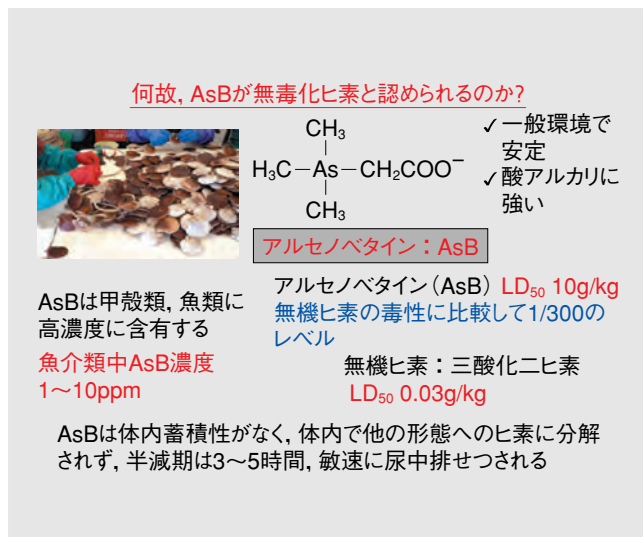 何故, AsBが無毒化ヒ素と認められるのか?
CH₃
H₃C－As－CH₂COO⁻
CH₃
✓一般環境で
安定
✓酸アルカリに
強い
アルセノベタイン：AsB
アルセノベタイン（AsB） LD₅₀ 10g/kg
無機ヒ素の毒性に比較して1/300の
レベル
無機ヒ素：三酸化二ヒ素
LD₅₀ 0.03g/kg
AsBは甲殻類, 魚類に
高濃度に含有する
魚介類中AsB濃度
1～10ppm
AsBは体内蓄積性がなく, 体内で他の形態へのヒ素に分解
されず, 半減期は3～5時間, 敏速に尿中排せつされる